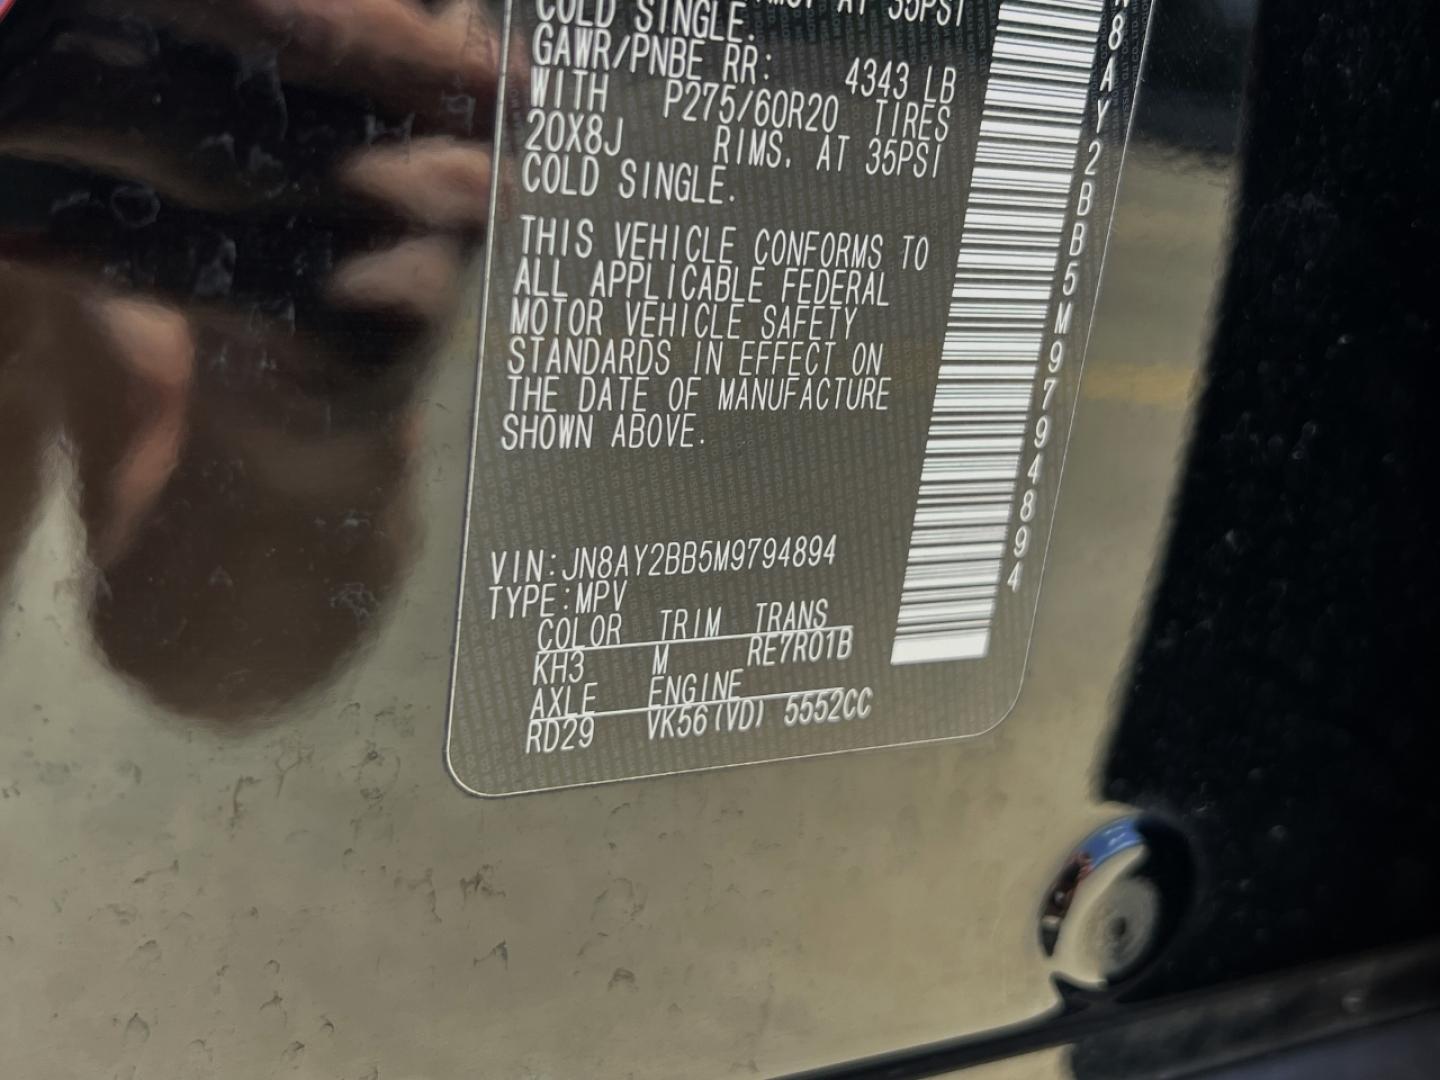 AT 35PSI
COLD SINGLE.
GAWR/PNBE RR: 4343 LB
WITH P275/60R20 TIRES
20X8J RIMS, AT 35PSI
COLD SINGLE.
THIS VEHICLE CONFORMS TO
ALL APPLICABLE FEDERAL
MOTOR VEHICLE SAFETY
STANDARDS IN EFFECT ON
THE DATE OF MANUFACTURE
SHOWN ABOVE.
VIN:JN8AY2BB5M9794894
TYPE:MPV
COLOR TRIM TRANS
KH3 M RE7R01B
AXLE ENGINE
RD29 VK56(VD) 5552CC
8AY2BB5M9794894